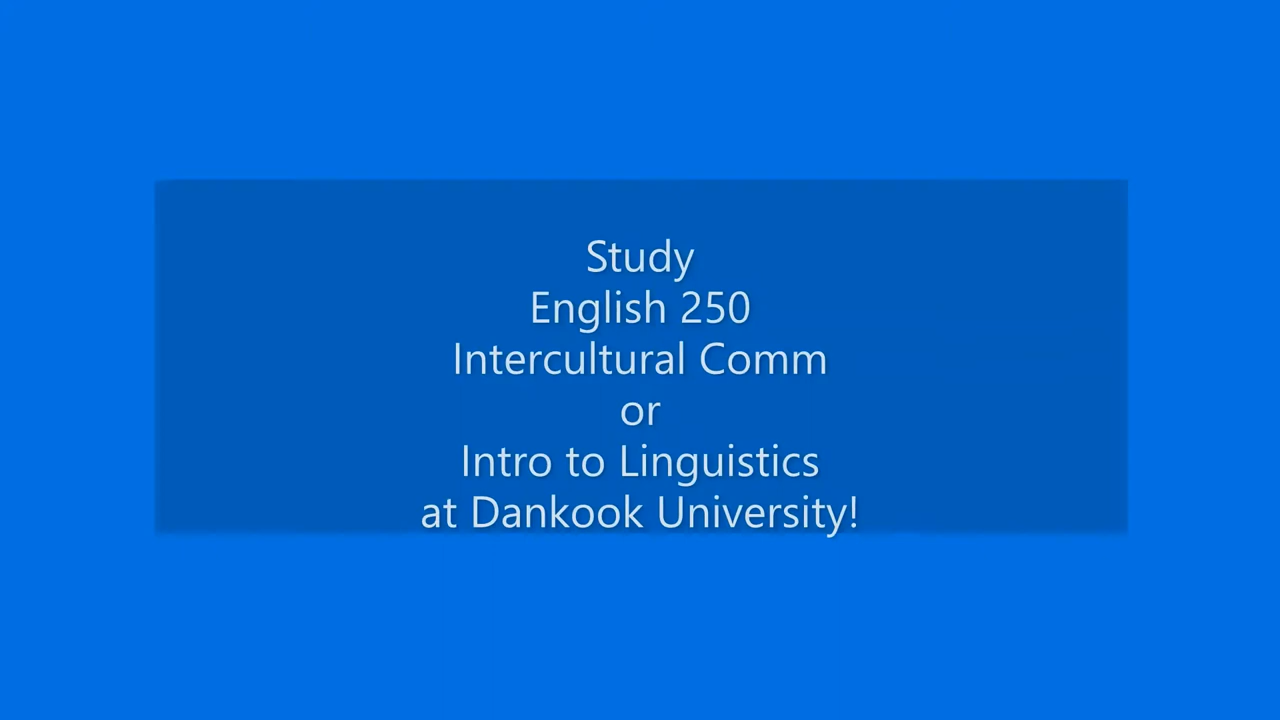 Study
English 250
Intercultural Comm
or
Intro to Linguistics
at Dankook University!